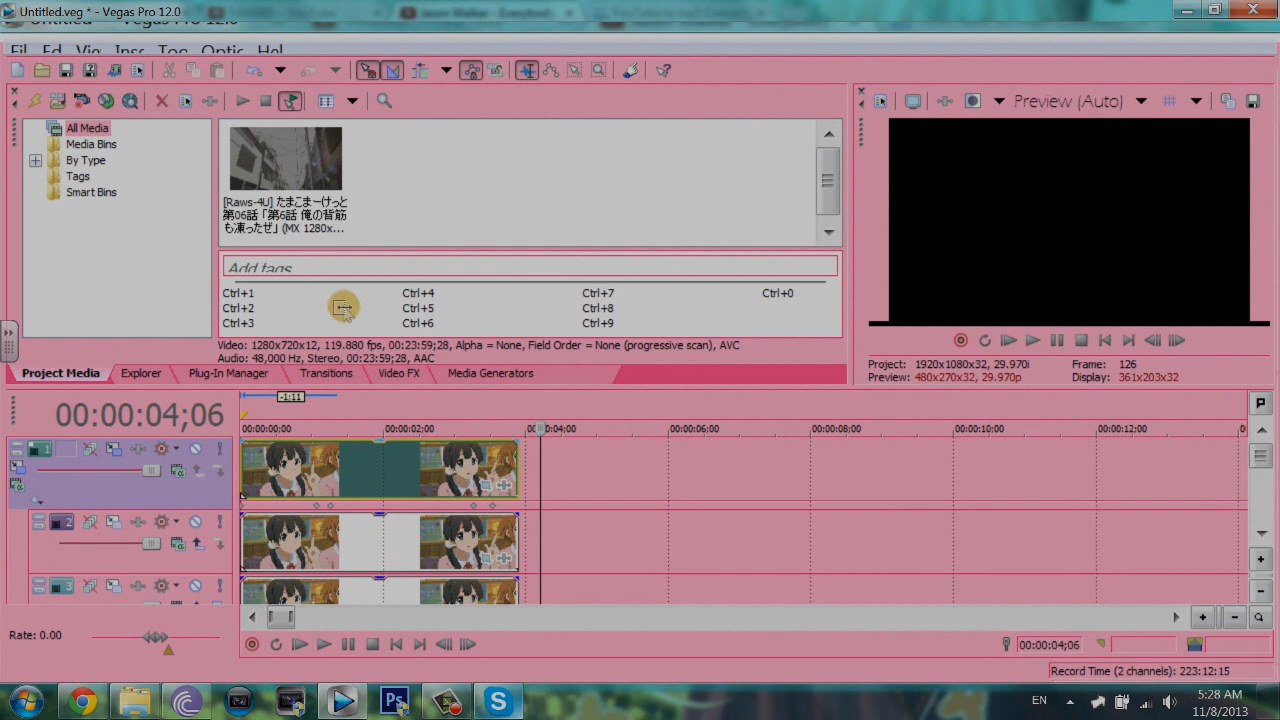 Untitled.veg * - Vegas Pro 12.0
Preview (Auto)
All Media
Media Bins
By Type
Tags
Smart Bins
[Raws-4U] たまこまーけっと
第06話「第6話 俺の背筋
も凍ったぜ」 (MX 1280x...
Add tags
Ctrl+1 Ctrl+4 Ctrl+7 Ctrl+0
Ctrl+2 Ctrl+5 Ctrl+8
Ctrl+3 Ctrl+6 Ctrl+9
Video: 1280x720x12, 119.880 fps, 00:23:59;28, Alpha = None, Field Order = None (progressive scan), AVC
Audio: 48,000 Hz, Stereo, 00:23:59;28, AAC
Project Media Explorer Plug-In Manager Transitions Video FX Media Generators
Project: 1920x1080x32, 29.970i Frame: 126
Preview: 480x270x32, 29.970p Display: 361x203x32
-1:11
00:00:04;06
00:00:00;00 00:00:02;00 00:00:04;00 00:00:06;00 00:00:08;00 00:00:10;00 00:00:12;00
1
2
3
Rate: 0.00
00:00:04;06
Record Time (2 channels): 223:12:15
Ps
EN
5:28 AM
11/8/2013